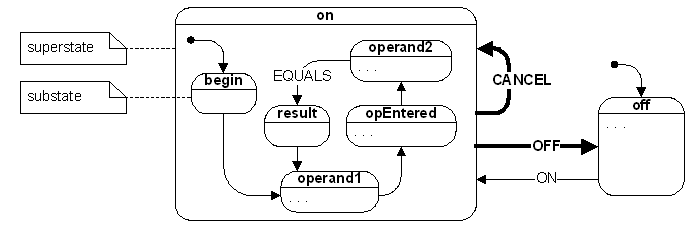 on
superstate
operand2
EQUALS
begin
. . .
CANCEL
substate
result
opEntered
off
. . .
. . .
OFF
operand1
ON
. . .